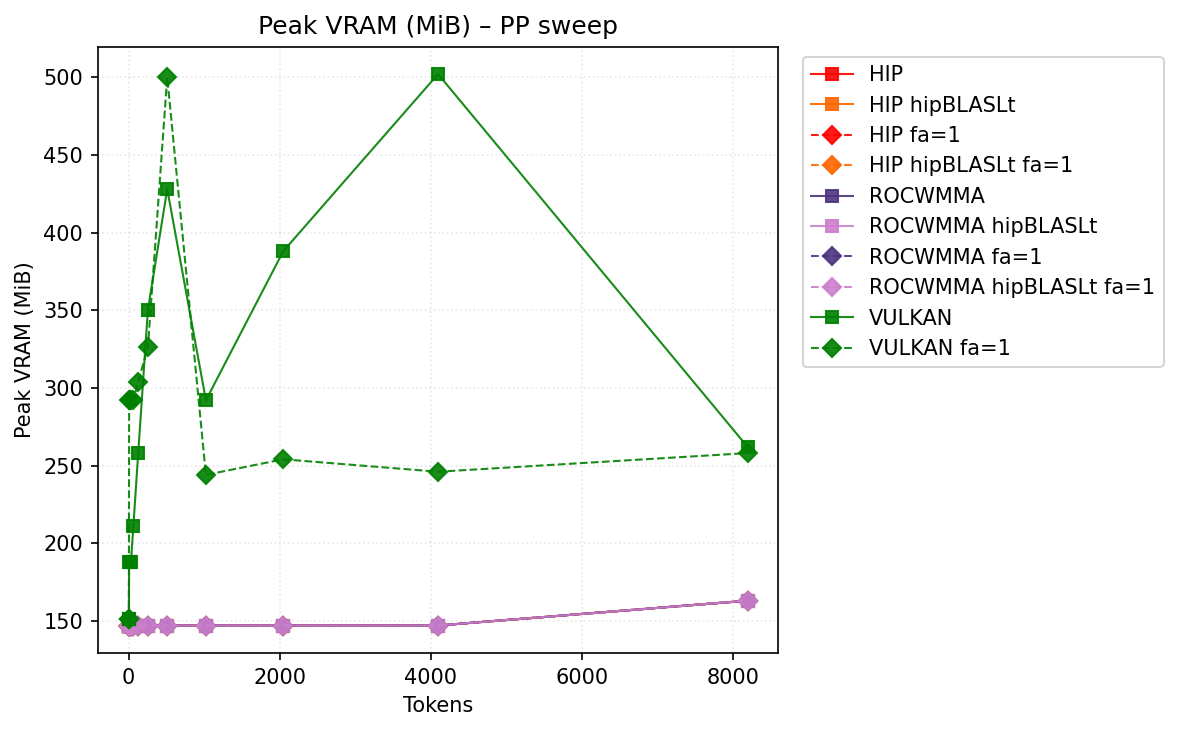 Peak VRAM (MiB) – PP sweep
Peak VRAM (MiB)
500
450
400
350
300
250
200
150
0 2000 4000 6000 8000
Tokens
HIP
HIP hipBLASLt
HIP fa=1
HIP hipBLASLt fa=1
ROCWMMA
ROCWMMA hipBLASLt
ROCWMMA fa=1
ROCWMMA hipBLASLt fa=1
VULKAN
VULKAN fa=1